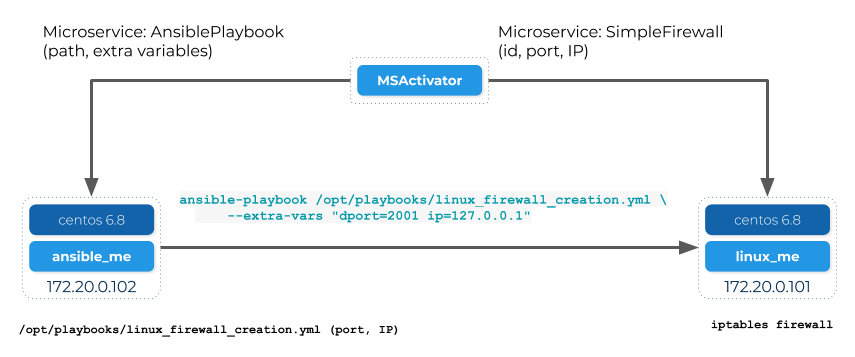 Microservice: AnsiblePlaybook
(path, extra variables)
Microservice: SimpleFirewall
(id, port, IP)
MSActivator
ansible-playbook /opt/playbooks/linux_firewall_creation.yml \
--extra-vars "dport=2001 ip=127.0.0.1"
centos 6.8
ansible_me
172.20.0.102
centos 6.8
linux_me
172.20.0.101
/opt/playbooks/linux_firewall_creation.yml (port, IP)
iptables firewall